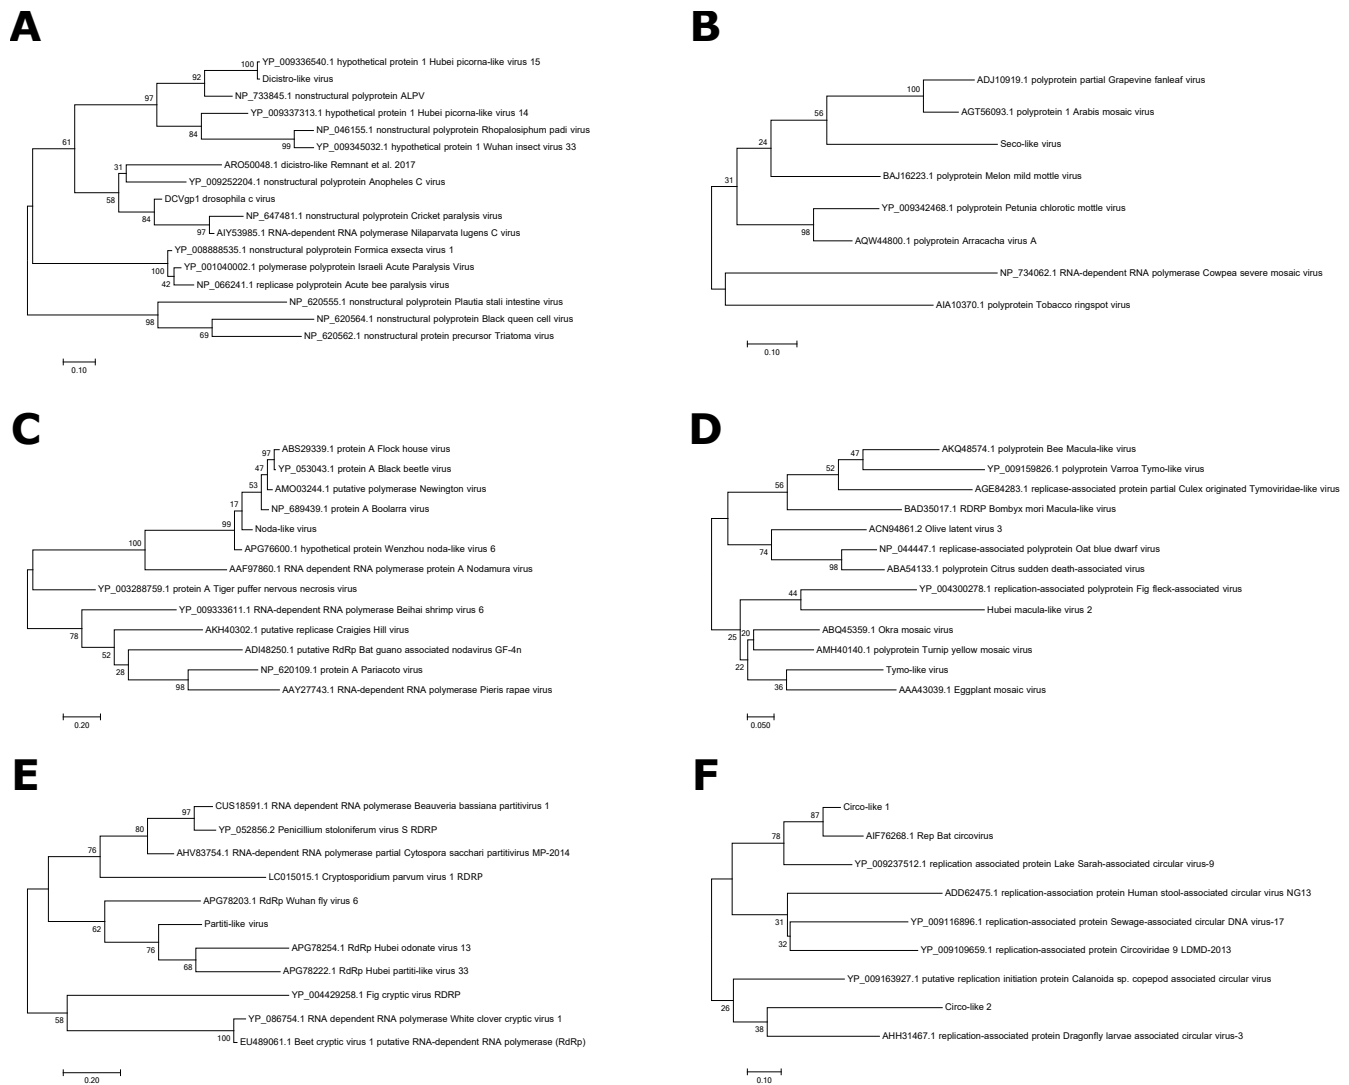 A
100
YP_009336540.1 hypothetical protein 1 Hubei picorna-like virus 15
92
Dicistro-like virus
97
NP_733845.1 nonstructural polyprotein ALPV
YP_009337313.1 hypothetical protein 1 Hubei picorna-like virus 14
84
NP_046155.1 nonstructural polyprotein Rhopalosiphum padi virus
61
99
YP_009345032.1 hypothetical protein 1 Wuhan insect virus 33
31
ARO50048.1 dicistro-like Remnant et al. 2017
YP_009252204.1 nonstructural polyprotein Anopheles C virus
58
DCVgp1 drosophila c virus
84
NP_647481.1 nonstructural polyprotein Cricket paralysis virus
97
AIY53985.1 RNA-dependent RNA polymerase Nilaparvata lugens C virus
YP_008888535.1 nonstructural polyprotein Formica exsecta virus 1
100
YP_001040002.1 polymerase polyprotein Israeli Acute Paralysis Virus
42
NP_066241.1 replicase polyprotein Acute bee paralysis virus
NP_620555.1 nonstructural polyprotein Plautia stali intestine virus
98
NP_620564.1 nonstructural polyprotein Black queen cell virus
69
NP_620562.1 nonstructural protein precursor Triatoma virus
0.10
B
ADJ10919.1 polyprotein partial Grapevine fanleaf virus
100
AGT56093.1 polyprotein 1 Arabis mosaic virus
56
Seco-like virus
24
BAJ16223.1 polyprotein Melon mild mottle virus
31
YP_009342468.1 polyprotein Petunia chlorotic mottle virus
98
AQW44800.1 polyprotein Arracacha virus A
NP_734062.1 RNA-dependent RNA polymerase Cowpea severe mosaic virus
AIA10370.1 polyprotein Tobacco ringspot virus
0.10
C
ABS29339.1 protein A Flock house virus
97
YP_053043.1 protein A Black beetle virus
47
AMO03244.1 putative polymerase Newington virus
53
NP_689439.1 protein A Boolarra virus
17
Noda-like virus
99
APG76600.1 hypothetical protein Wenzhou noda-like virus 6
100
AAF97860.1 RNA dependent RNA polymerase protein A Nodamura virus
YP_003288759.1 protein A Tiger puffer nervous necrosis virus
YP_009333611.1 RNA-dependent RNA polymerase Beihai shrimp virus 6
78
AKH40302.1 putative replicase Craigies Hill virus
52
ADI48250.1 putative RdRp Bat guano associated nodavirus GF-4n
28
NP_620109.1 protein A Pariacoto virus
98
AAY27743.1 RNA-dependent RNA polymerase Pieris rapae virus
0.20
D
AKQ48574.1 polyprotein Bee Macula-like virus
47
YP_009159826.1 polyprotein Varroa Tymo-like virus
52
AGE84283.1 replicase-associated protein partial Culex originated Tymoviridae-like virus
56
BAD35017.1 RDRP Bombyx mori Macula-like virus
ACN94861.2 Olive latent virus 3
74
NP_044447.1 replicase-associated polyprotein Oat blue dwarf virus
98
ABA54133.1 polyprotein Citrus sudden death-associated virus
YP_004300278.1 replication-associated polyprotein Fig fleck-associated virus
44
Hubei macula-like virus 2
25
20
ABQ45359.1 Okra mosaic virus
AMH40140.1 polyprotein Turnip yellow mosaic virus
22
Tymo-like virus
36
AAA43039.1 Eggplant mosaic virus
0.050
E
CUS18591.1 RNA dependent RNA polymerase Beauveria bassiana partitivirus 1
97
YP_052856.2 Penicillium stoloniferum virus S RDRP
80
AHV83754.1 RNA-dependent RNA polymerase partial Cytospora sacchari partitivirus MP-2014
76
LC015015.1 Cryptosporidium parvum virus 1 RDRP
APG78203.1 RdRp Wuhan fly virus 6
62
Partiti-like virus
76
APG78254.1 RdRp Hubei odonate virus 13
68
APG78222.1 RdRp Hubei partiti-like virus 33
YP_004429258.1 Fig cryptic virus RDRP
58
YP_086754.1 RNA dependent RNA polymerase White clover cryptic virus 1
100
EU489061.1 Beet cryptic virus 1 putative RNA-dependent RNA polymerase (RdRp)
0.20
F
Circo-like 1
87
AIF76268.1 Rep Bat circovirus
78
YP_009237512.1 replication associated protein Lake Sarah-associated circular virus-9
ADD62475.1 replication-association protein Human stool-associated circular virus NG13
31
YP_009116896.1 replication-associated protein Sewage-associated circular DNA virus-17
32
YP_009109659.1 replication-associated protein Circoviridae 9 LDMD-2013
YP_009163927.1 putative replication initiation protein Calanoida sp. copepod associated circular virus
26
Circo-like 2
38
AHH31467.1 replication-associated protein Dragonfly larvae associated circular virus-3
0.10